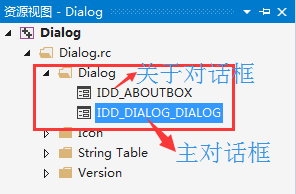 资源视图 - Dialog
Dialog
Dialog.rc
Dialog
关于对话框
IDD_ABOUTBOX
IDD_DIALOG_DIALOG
Icon
主对话框
String Table
Version